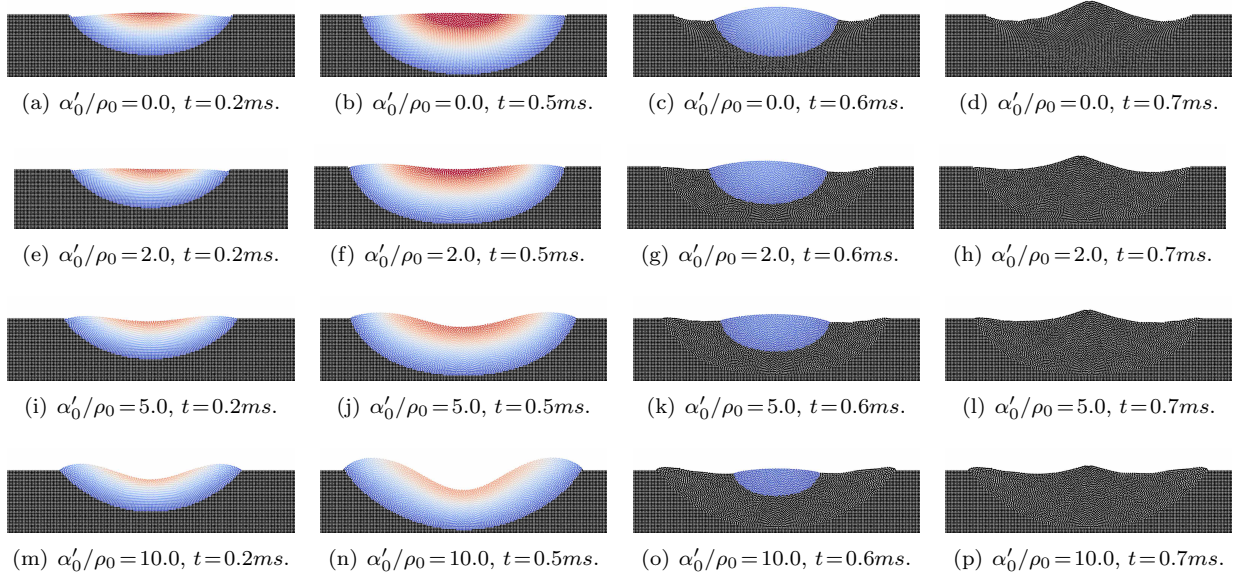 (a) α′₀/ρ₀=0.0, t=0.2ms.
(b) α′₀/ρ₀=0.0, t=0.5ms.
(c) α′₀/ρ₀=0.0, t=0.6ms.
(d) α′₀/ρ₀=0.0, t=0.7ms.
(e) α′₀/ρ₀=2.0, t=0.2ms.
(f) α′₀/ρ₀=2.0, t=0.5ms.
(g) α′₀/ρ₀=2.0, t=0.6ms.
(h) α′₀/ρ₀=2.0, t=0.7ms.
(i) α′₀/ρ₀=5.0, t=0.2ms.
(j) α′₀/ρ₀=5.0, t=0.5ms.
(k) α′₀/ρ₀=5.0, t=0.6ms.
(l) α′₀/ρ₀=5.0, t=0.7ms.
(m) α′₀/ρ₀=10.0, t=0.2ms.
(n) α′₀/ρ₀=10.0, t=0.5ms.
(o) α′₀/ρ₀=10.0, t=0.6ms.
(p) α′₀/ρ₀=10.0, t=0.7ms.